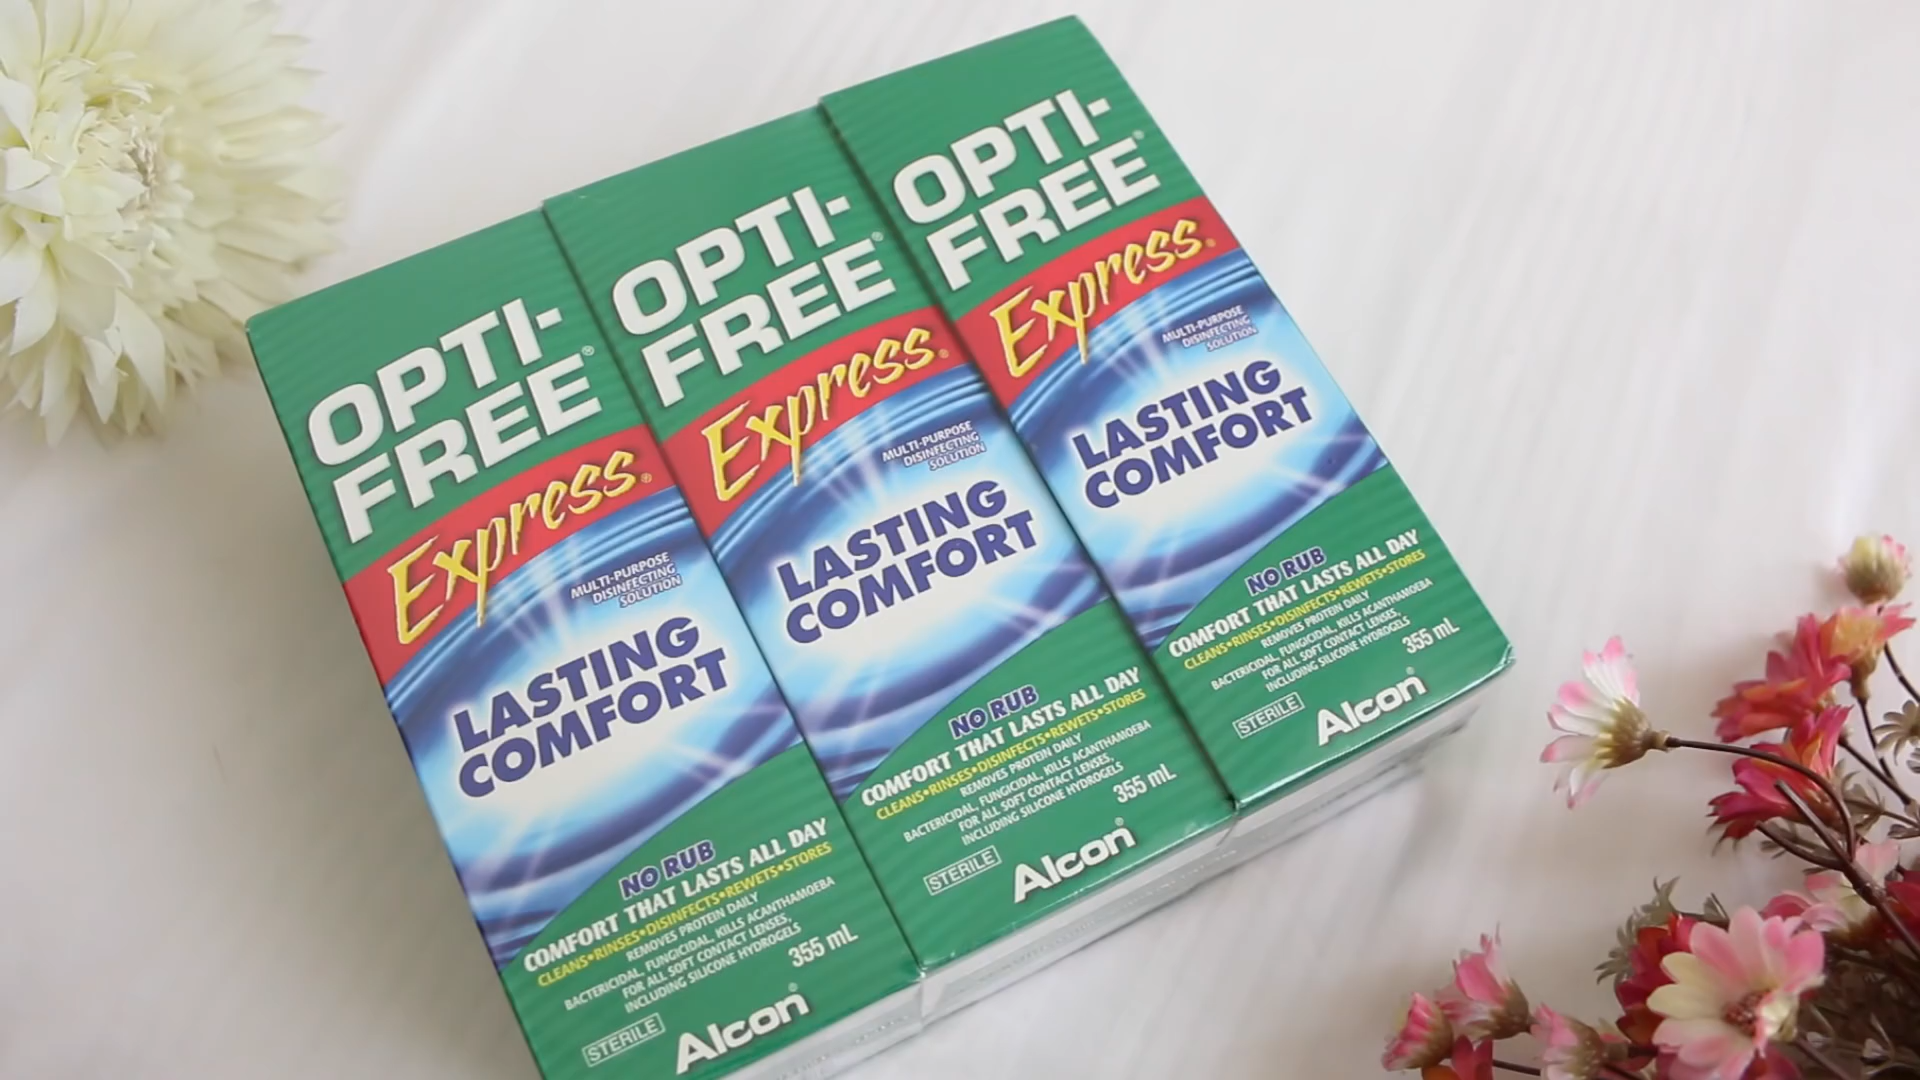 OPTI-
FREE®
Express®
MULTI-PURPOSE
DISINFECTING
SOLUTION
LASTING
COMFORT
NO RUB
COMFORT THAT LASTS ALL DAY
CLEANS•RINSES•DISINFECTS•REWETS•STORES
REMOVES PROTEIN DAILY
BACTERICIDAL, FUNGICIDAL, KILLS ACANTHAMOEBA
FOR ALL SOFT CONTACT LENSES,
INCLUDING SILICONE HYDROGELS
355 mL
STERILE
Alcon®
OPTI-
FREE®
Express®
MULTI-PURPOSE
DISINFECTING
SOLUTION
LASTING
COMFORT
NO RUB
COMFORT THAT LASTS ALL DAY
CLEANS•RINSES•DISINFECTS•REWETS•STORES
REMOVES PROTEIN DAILY
BACTERICIDAL, FUNGICIDAL, KILLS ACANTHAMOEBA
FOR ALL SOFT CONTACT LENSES,
INCLUDING SILICONE HYDROGELS
355 mL
STERILE
Alcon®
OPTI-
FREE®
Express®
MULTI-PURPOSE
DISINFECTING
SOLUTION
LASTING
COMFORT
NO RUB
COMFORT THAT LASTS ALL DAY
CLEANS•RINSES•DISINFECTS•REWETS•STORES
REMOVES PROTEIN DAILY
BACTERICIDAL, FUNGICIDAL, KILLS ACANTHAMOEBA
FOR ALL SOFT CONTACT LENSES,
INCLUDING SILICONE HYDROGELS
355 mL
STERILE
Alcon®